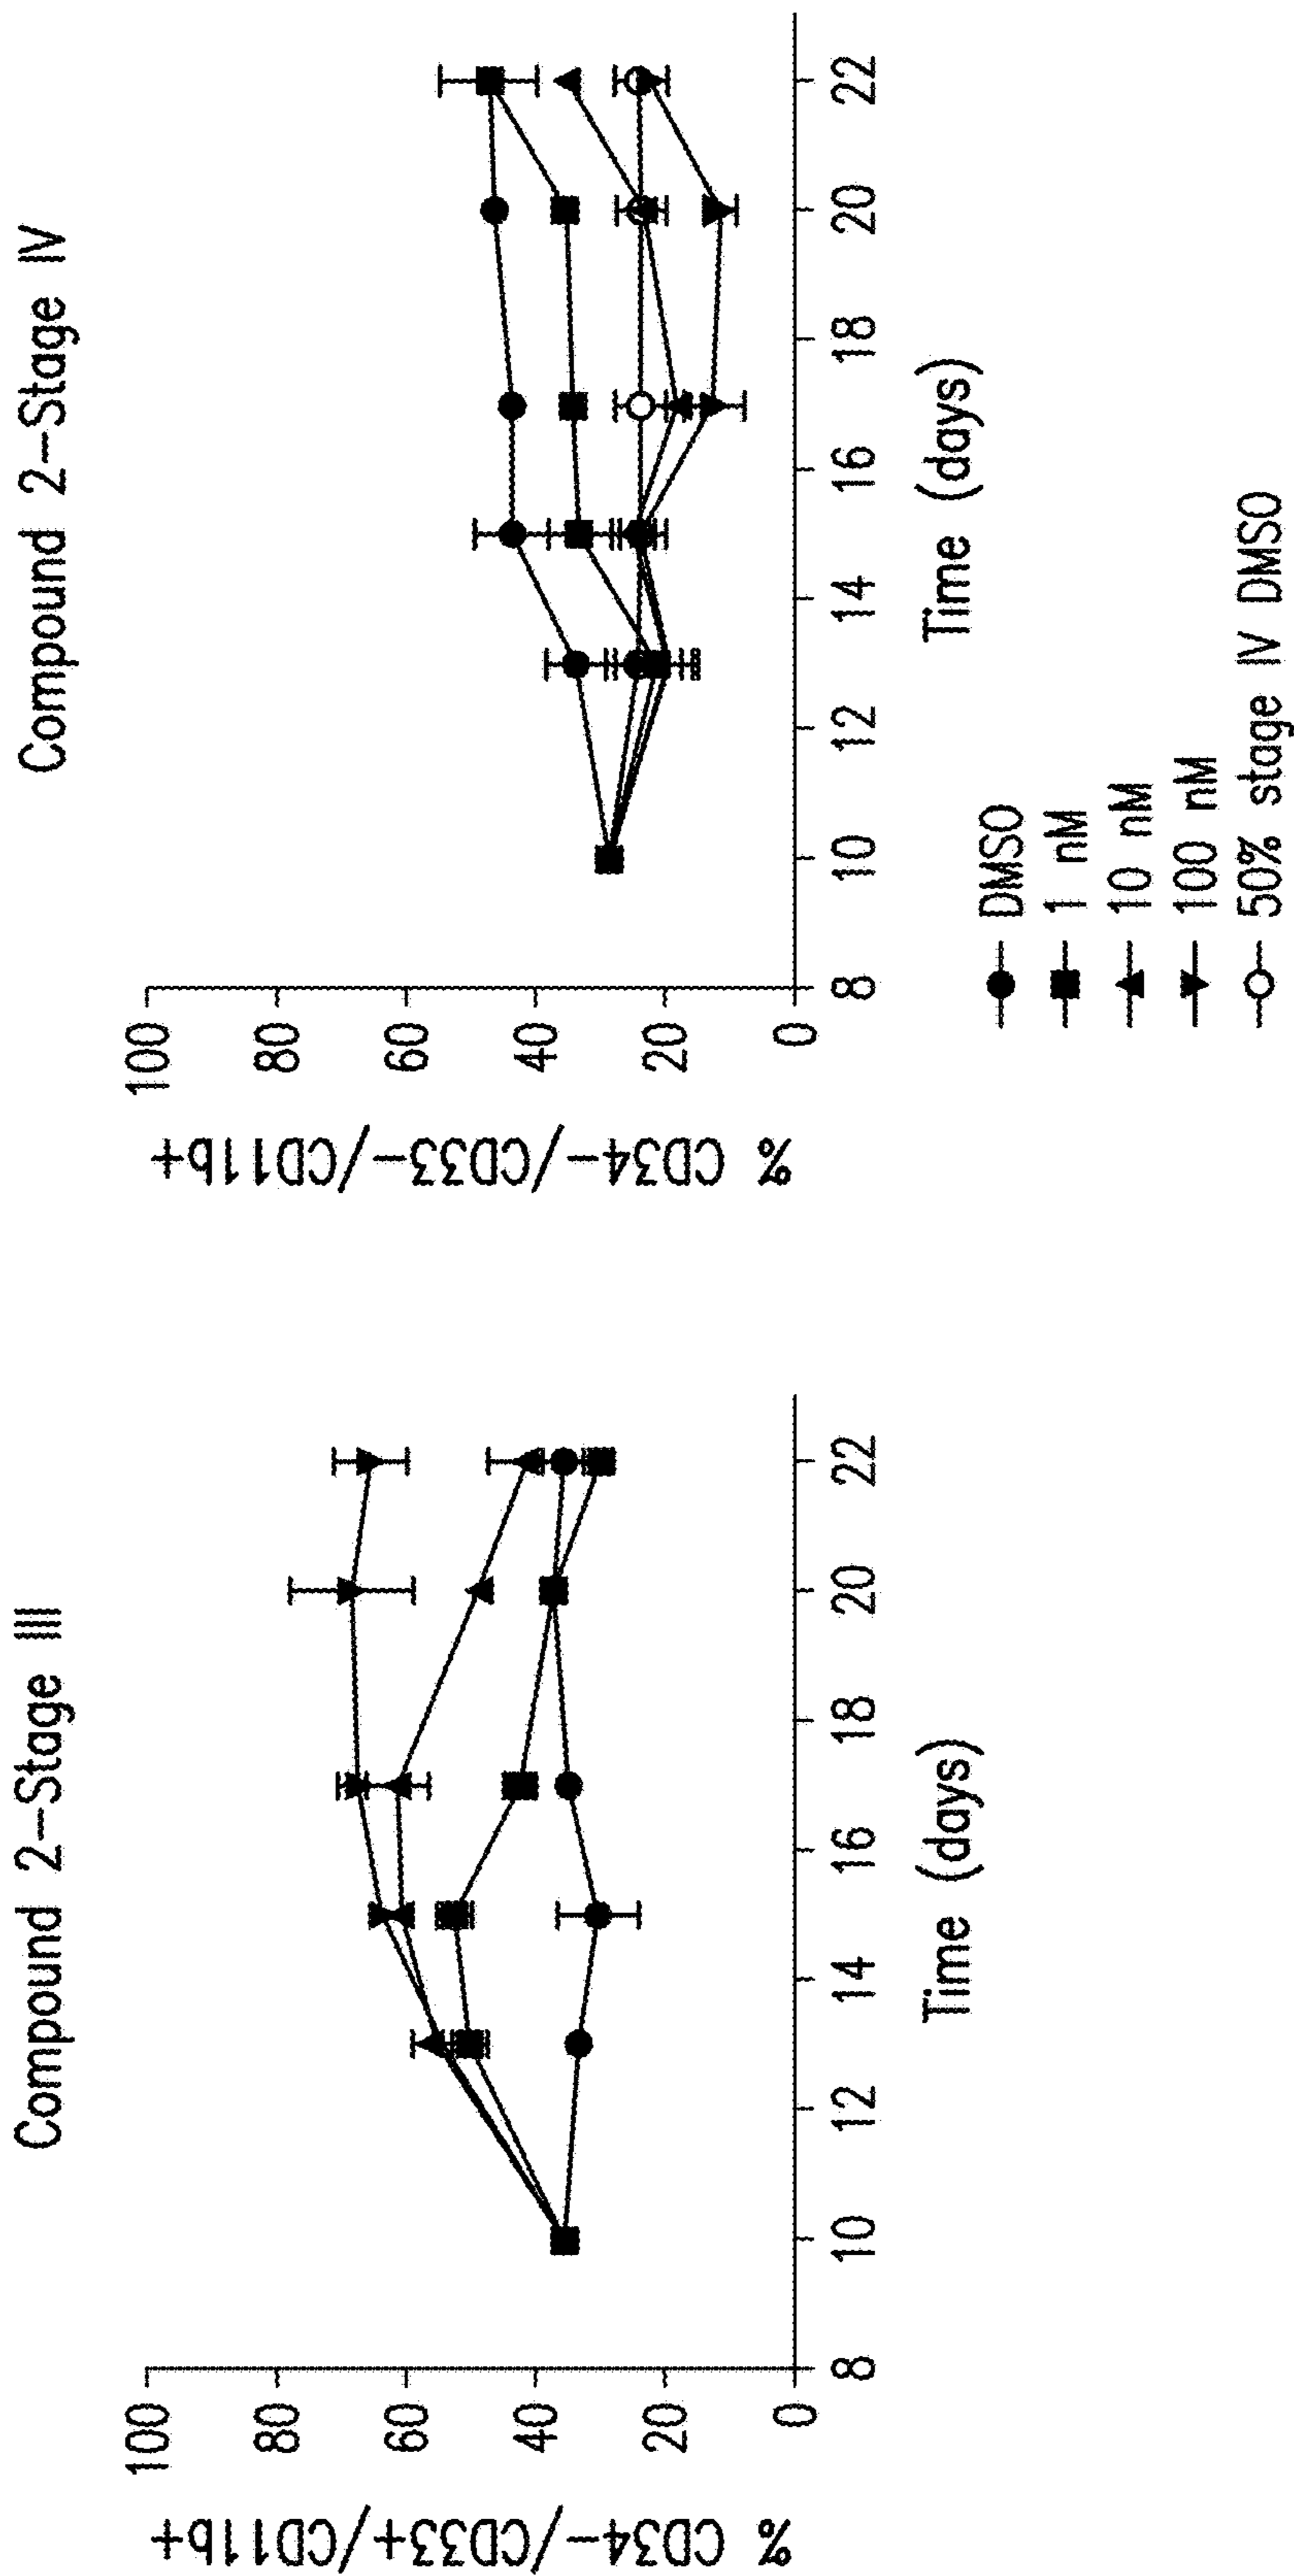 Compound 2-Stage III
% CD34-/CD33+/CD11b+
100
80
60
40
20
0
8 10 12 14 16 18 20 22
Time (days)
Compound 2-Stage IV
% CD34-/CD33-/CD11b+
100
80
60
40
20
0
8 10 12 14 16 18 20 22
Time (days)
DMSO
1 nM
10 nM
100 nM
50% stage IV DMSO